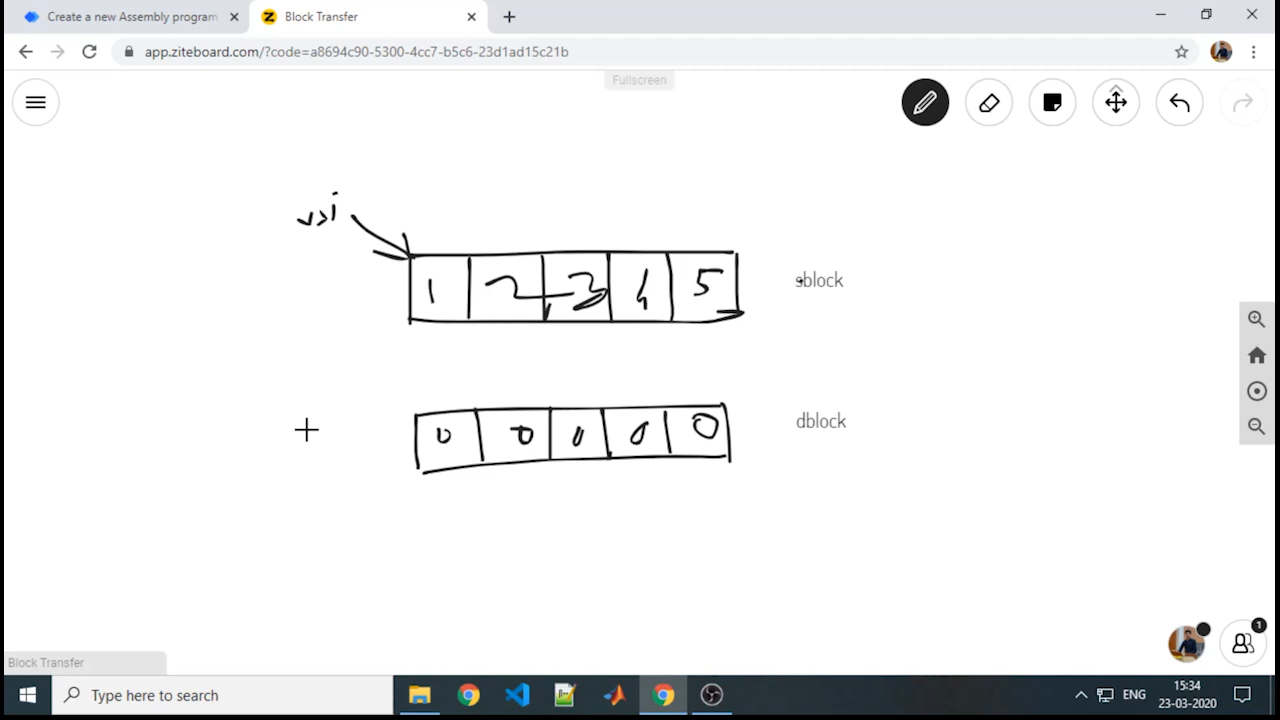 Create a new Assembly program
Block Transfer
app.ziteboard.com/?code=a8694c90-5300-4cc7-b5c6-23d1ad15c21b
Fullscreen
rsi
1 2 3 4 5
sblock
0 0 0 0 0
dblock
1
Block Transfer
Type here to search
ENG
15:34
23-03-2020